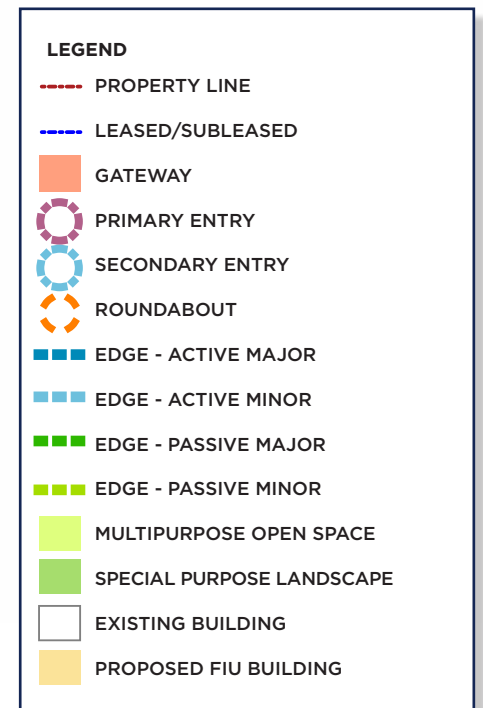 LEGEND
PROPERTY LINE
LEASED/SUBLEASED
GATEWAY
PRIMARY ENTRY
SECONDARY ENTRY
ROUNDABOUT
EDGE - ACTIVE MAJOR
EDGE - ACTIVE MINOR
EDGE - PASSIVE MAJOR
EDGE - PASSIVE MINOR
MULTIPURPOSE OPEN SPACE
SPECIAL PURPOSE LANDSCAPE
EXISTING BUILDING
PROPOSED FIU BUILDING